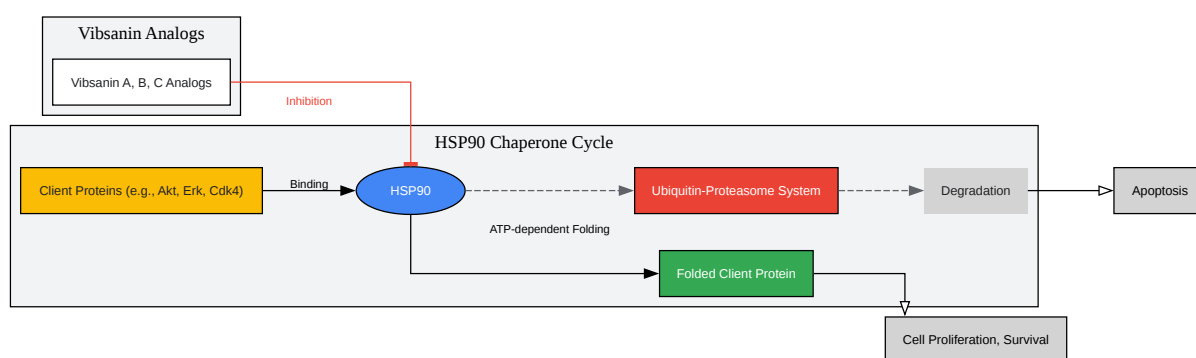 Vibsanin Analogs
Vibsanin A, B, C Analogs
Inhibition
HSP90 Chaperone Cycle
Client Proteins (e.g., Akt, Erk, Cdk4)
Binding
HSP90
Ubiquitin-Proteasome System
Degradation
Apoptosis
ATP-dependent Folding
Folded Client Protein
Cell Proliferation, Survival